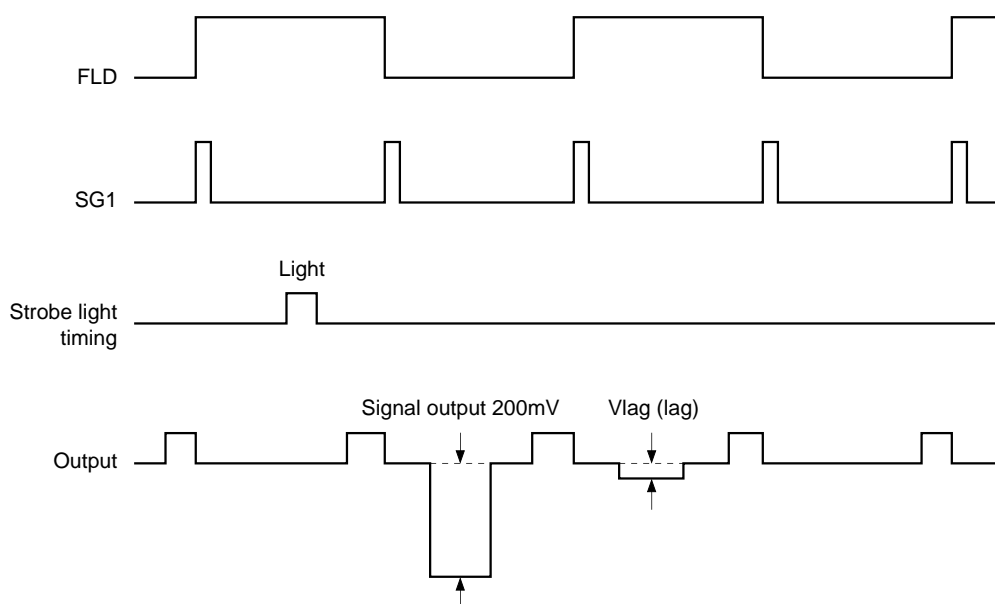 FLD
SG1
Light
Strobe light
timing
Signal output 200mV
Vlag (lag)
Output